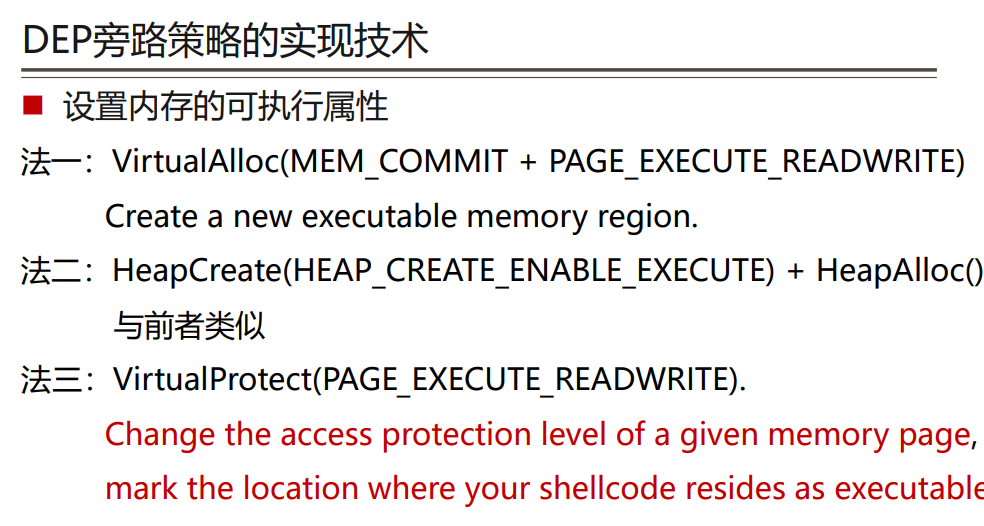 DEP旁路策略的实现技术
设置内存的可执行属性
法一：VirtualAlloc(MEM_COMMIT + PAGE_EXECUTE_READWRITE)
Create a new executable memory region.
法二：HeapCreate(HEAP_CREATE_ENABLE_EXECUTE) + HeapAlloc()
与前者类似
法三：VirtualProtect(PAGE_EXECUTE_READWRITE).
Change the access protection level of a given memory page,
mark the location where your shellcode resides as executable